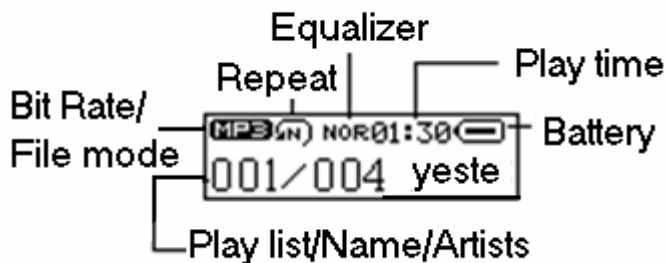 Equalizer
Repeat
Play time
Bit Rate/
File mode
MP3 NOR01:30
Battery
001/004 yeste
Play list/Name/Artists